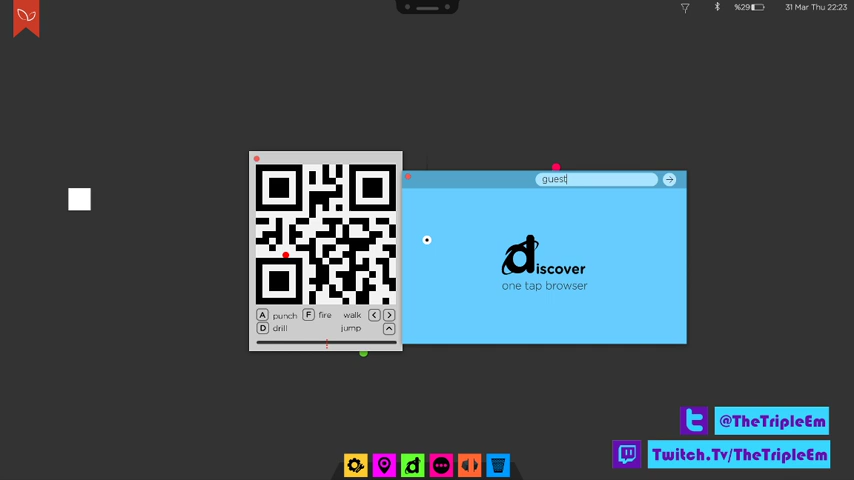 %29
31 Mar Thu 22:23
guest
discover
one tap browser
A punch F fire walk < >
D drill jump ^
@TheTripleEm
Twitch.Tv/TheTripleEm